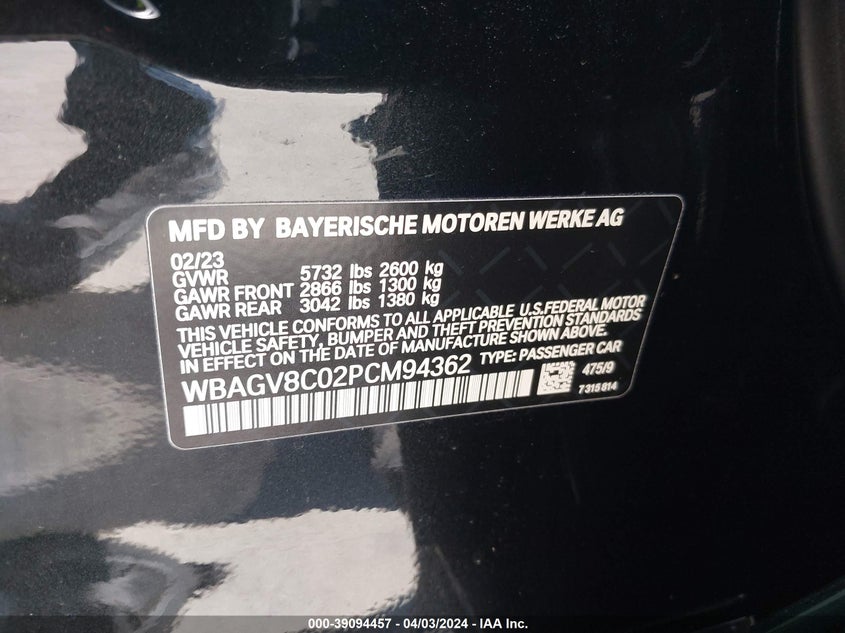 MFD BY BAYERISCHE MOTOREN WERKE AG
02/23
GVWR 5732 lbs 2600 kg
GAWR FRONT 2866 lbs 1300 kg
GAWR REAR 3042 lbs 1380 kg
THIS VEHICLE CONFORMS TO ALL APPLICABLE U.S.FEDERAL MOTOR
VEHICLE SAFETY, BUMPER AND THEFT PREVENTION STANDARDS
IN EFFECT ON THE DATE OF MANUFACTURE SHOWN ABOVE.
WBAGV8C02PCM94362 TYPE: PASSENGER CAR
475/9
7315814
000-39094457 - 04/03/2024 - IAA, Inc.